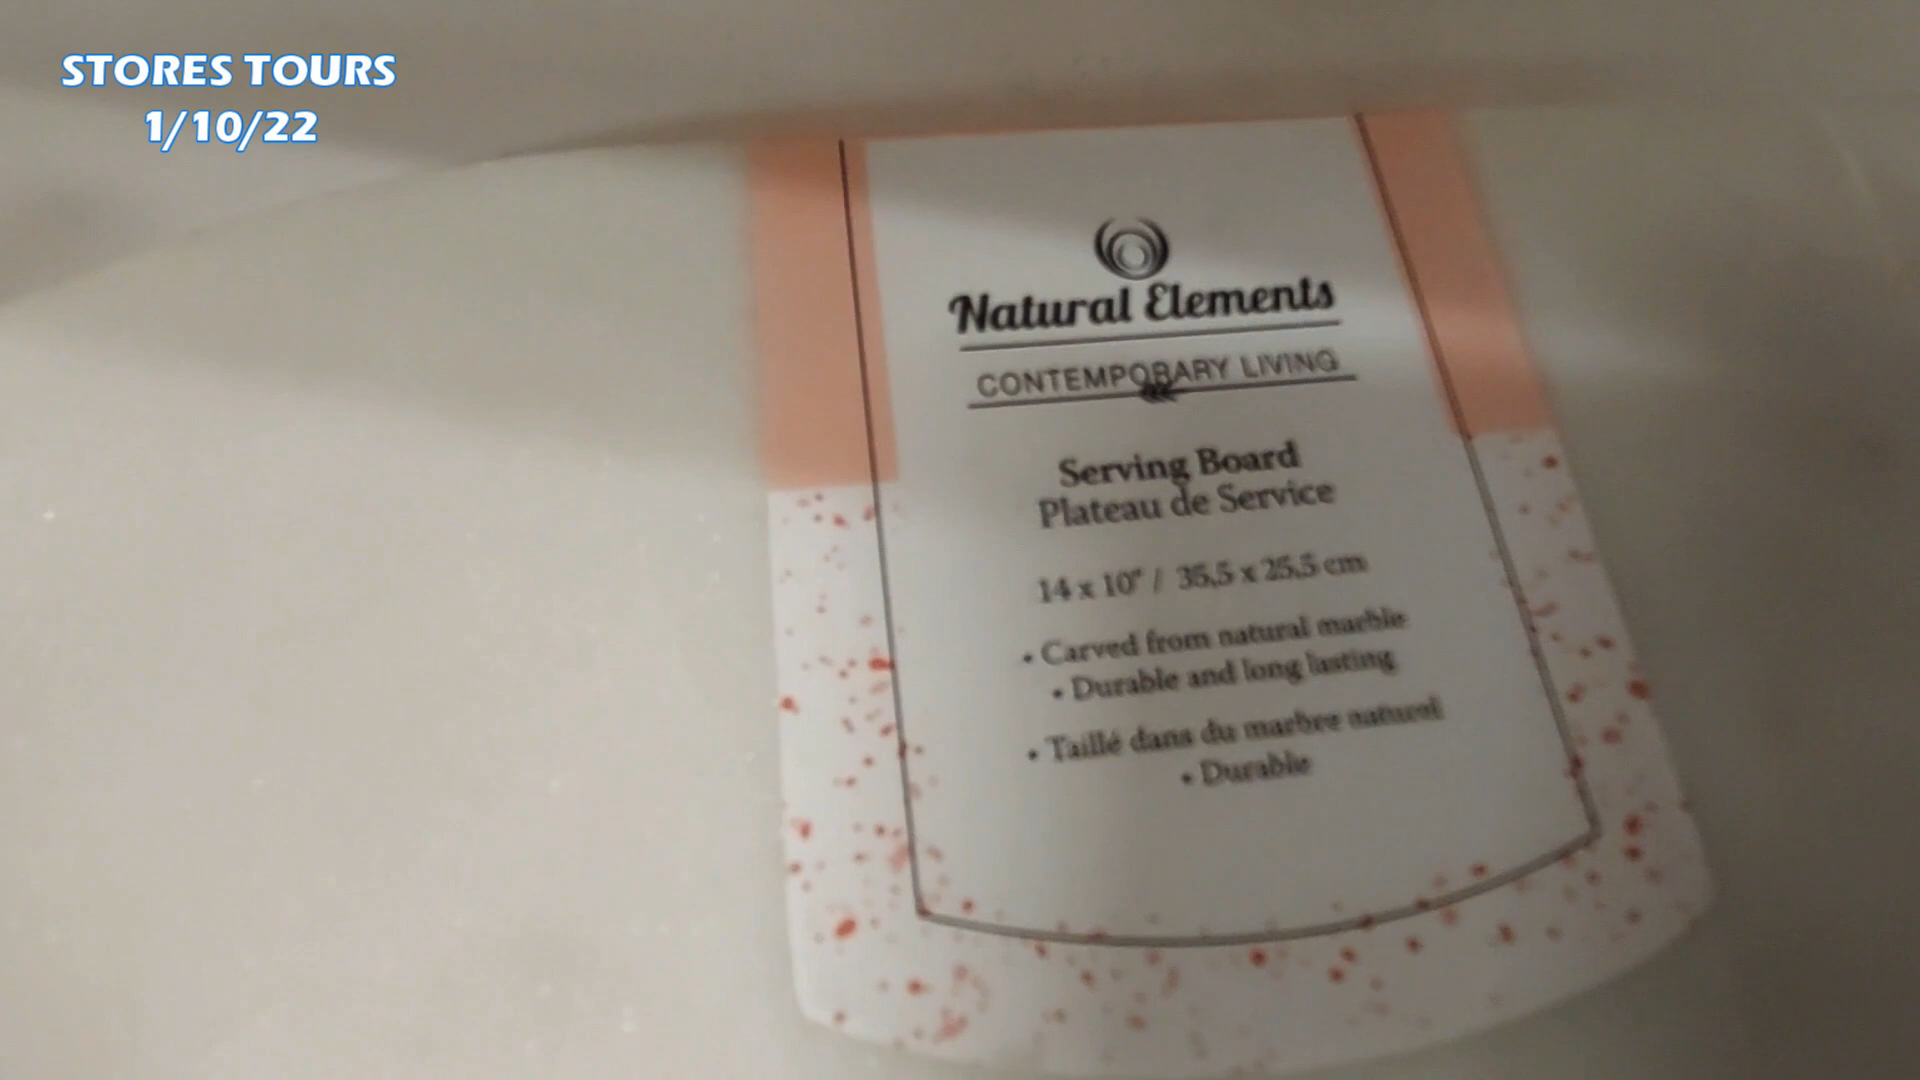 STORES TOURS
1/10/22
Natural Elements
CONTEMPORARY LIVING
Serving Board
Plateau de Service
14 x 10" / 35,5 x 25,5 cm
• Carved from natural marble
• Durable and long lasting
• Taillé dans du marbre naturel
• Durable